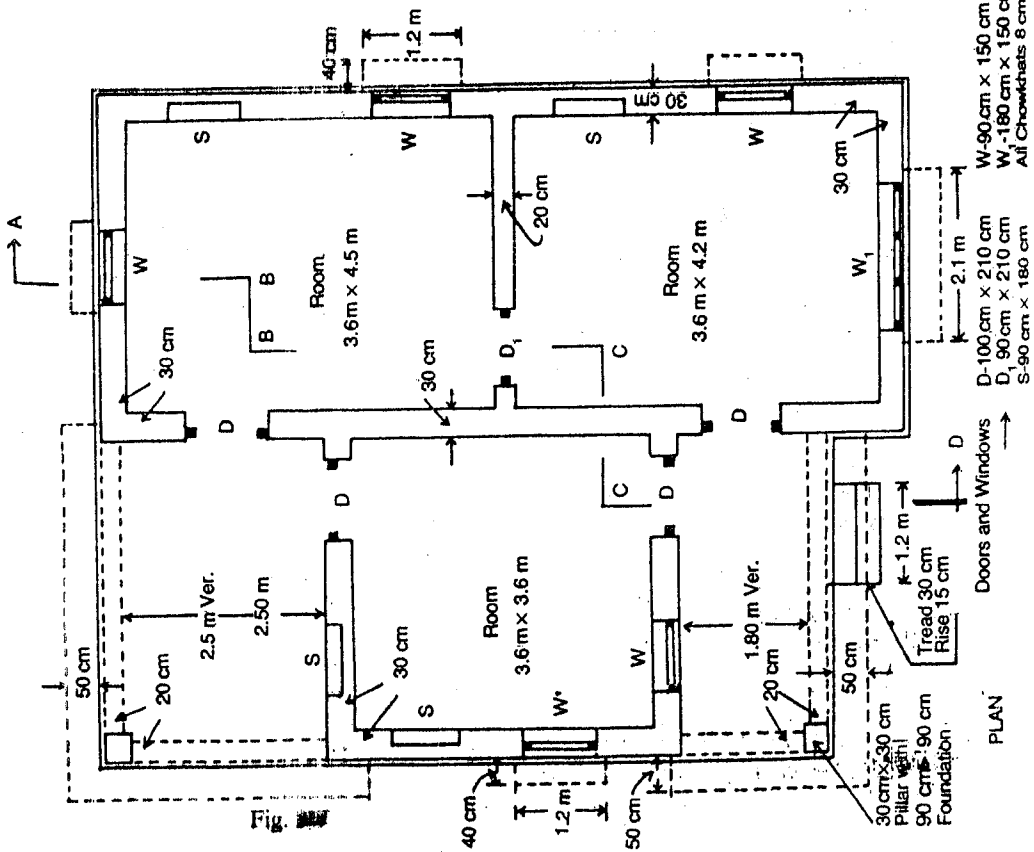 A
40 cm
1.2 m
S
W
W
30 cm
B
B
Room
3.6 m × 4.5 m
20 cm
30 cm
S
W
D
30 cm
D₁
C
Room
3.6 m × 4.2 m
30 cm
W₁
2.1 m
50 cm
20 cm
2.5 m Ver.
2.50 m
D
S
30 cm
S
W
Room
3.6 m × 3.6 m
C
D
D
W
1.80 m Ver.
20 cm
50 cm
1.2 m
D
40 cm
1.2 m
50 cm
Tread 30 cm
Rise 15 cm
30 cm × 30 cm
Pillar with
90 cm × 90 cm
Foundation
Fig.
PLAN
Doors and Windows
D-100 cm × 210 cm
D₁ 90 cm × 210 cm
S-90 cm × 180 cm
W-90 cm × 150 cm
W₁-180 cm × 150 c
All Chowkhats 8 cm